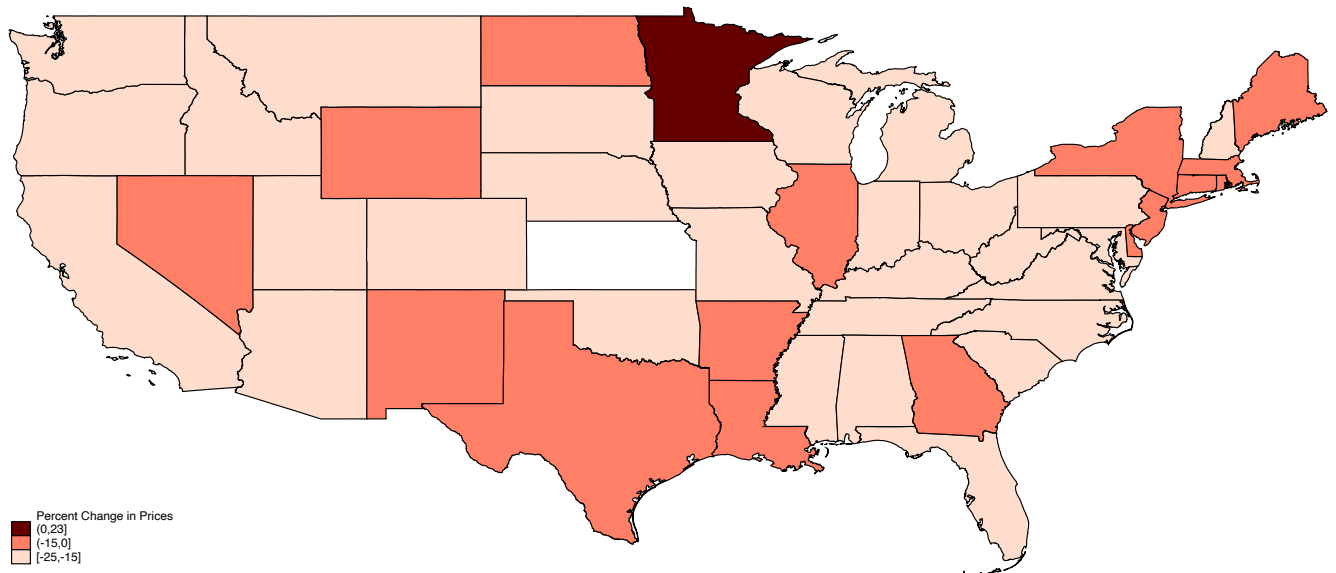 Percent Change in Prices
(0,23]
(-15,0]
[-25,-15]